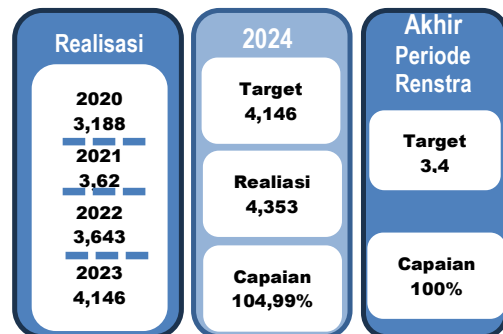 Realisasi
2020
3,188
2021
3,62
2022
3,643
2023
4,146
2024
Target
4,146
Realiasi
4,353
Capaian
104,99%
Akhir
Periode
Renstra
Target
3,4
Capaian
100%